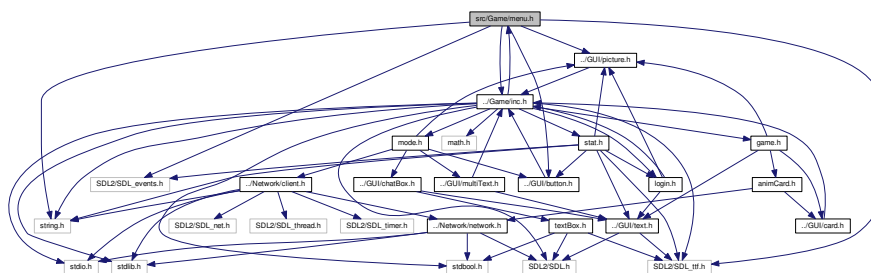 src/Game/menu.h
../GUI/picture.h
../Game/inc.h
mode.h
math.h
stat.h
game.h
SDL2/SDL_events.h
../Network/client.h
../GUI/chatBox.h
../GUI/multiText.h
../GUI/button.h
login.h
animCard.h
string.h
SDL2/SDL_net.h
SDL2/SDL_thread.h
SDL2/SDL_timer.h
../Network/network.h
textBox.h
../GUI/text.h
../GUI/card.h
stdio.h
stdlib.h
stdbool.h
SDL2/SDL.h
SDL2/SDL_ttf.h